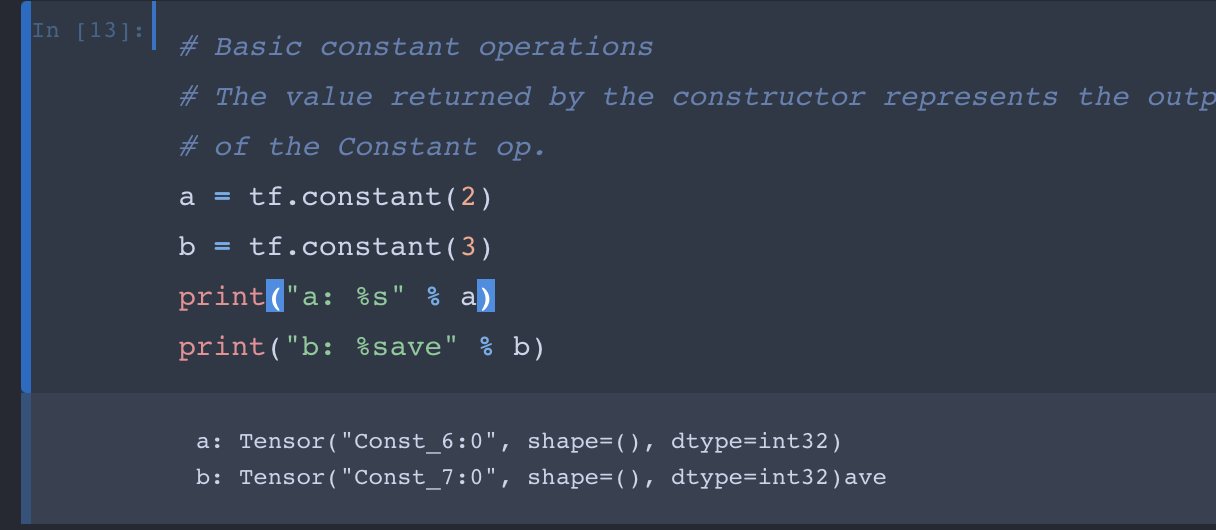 In [13]:
# Basic constant operations
# The value returned by the constructor represents the outp
# of the Constant op.
a = tf.constant(2)
b = tf.constant(3)
print("a: %s" % a)
print("b: %save" % b)
a: Tensor("Const_6:0", shape=(), dtype=int32)
b: Tensor("Const_7:0", shape=(), dtype=int32)ave